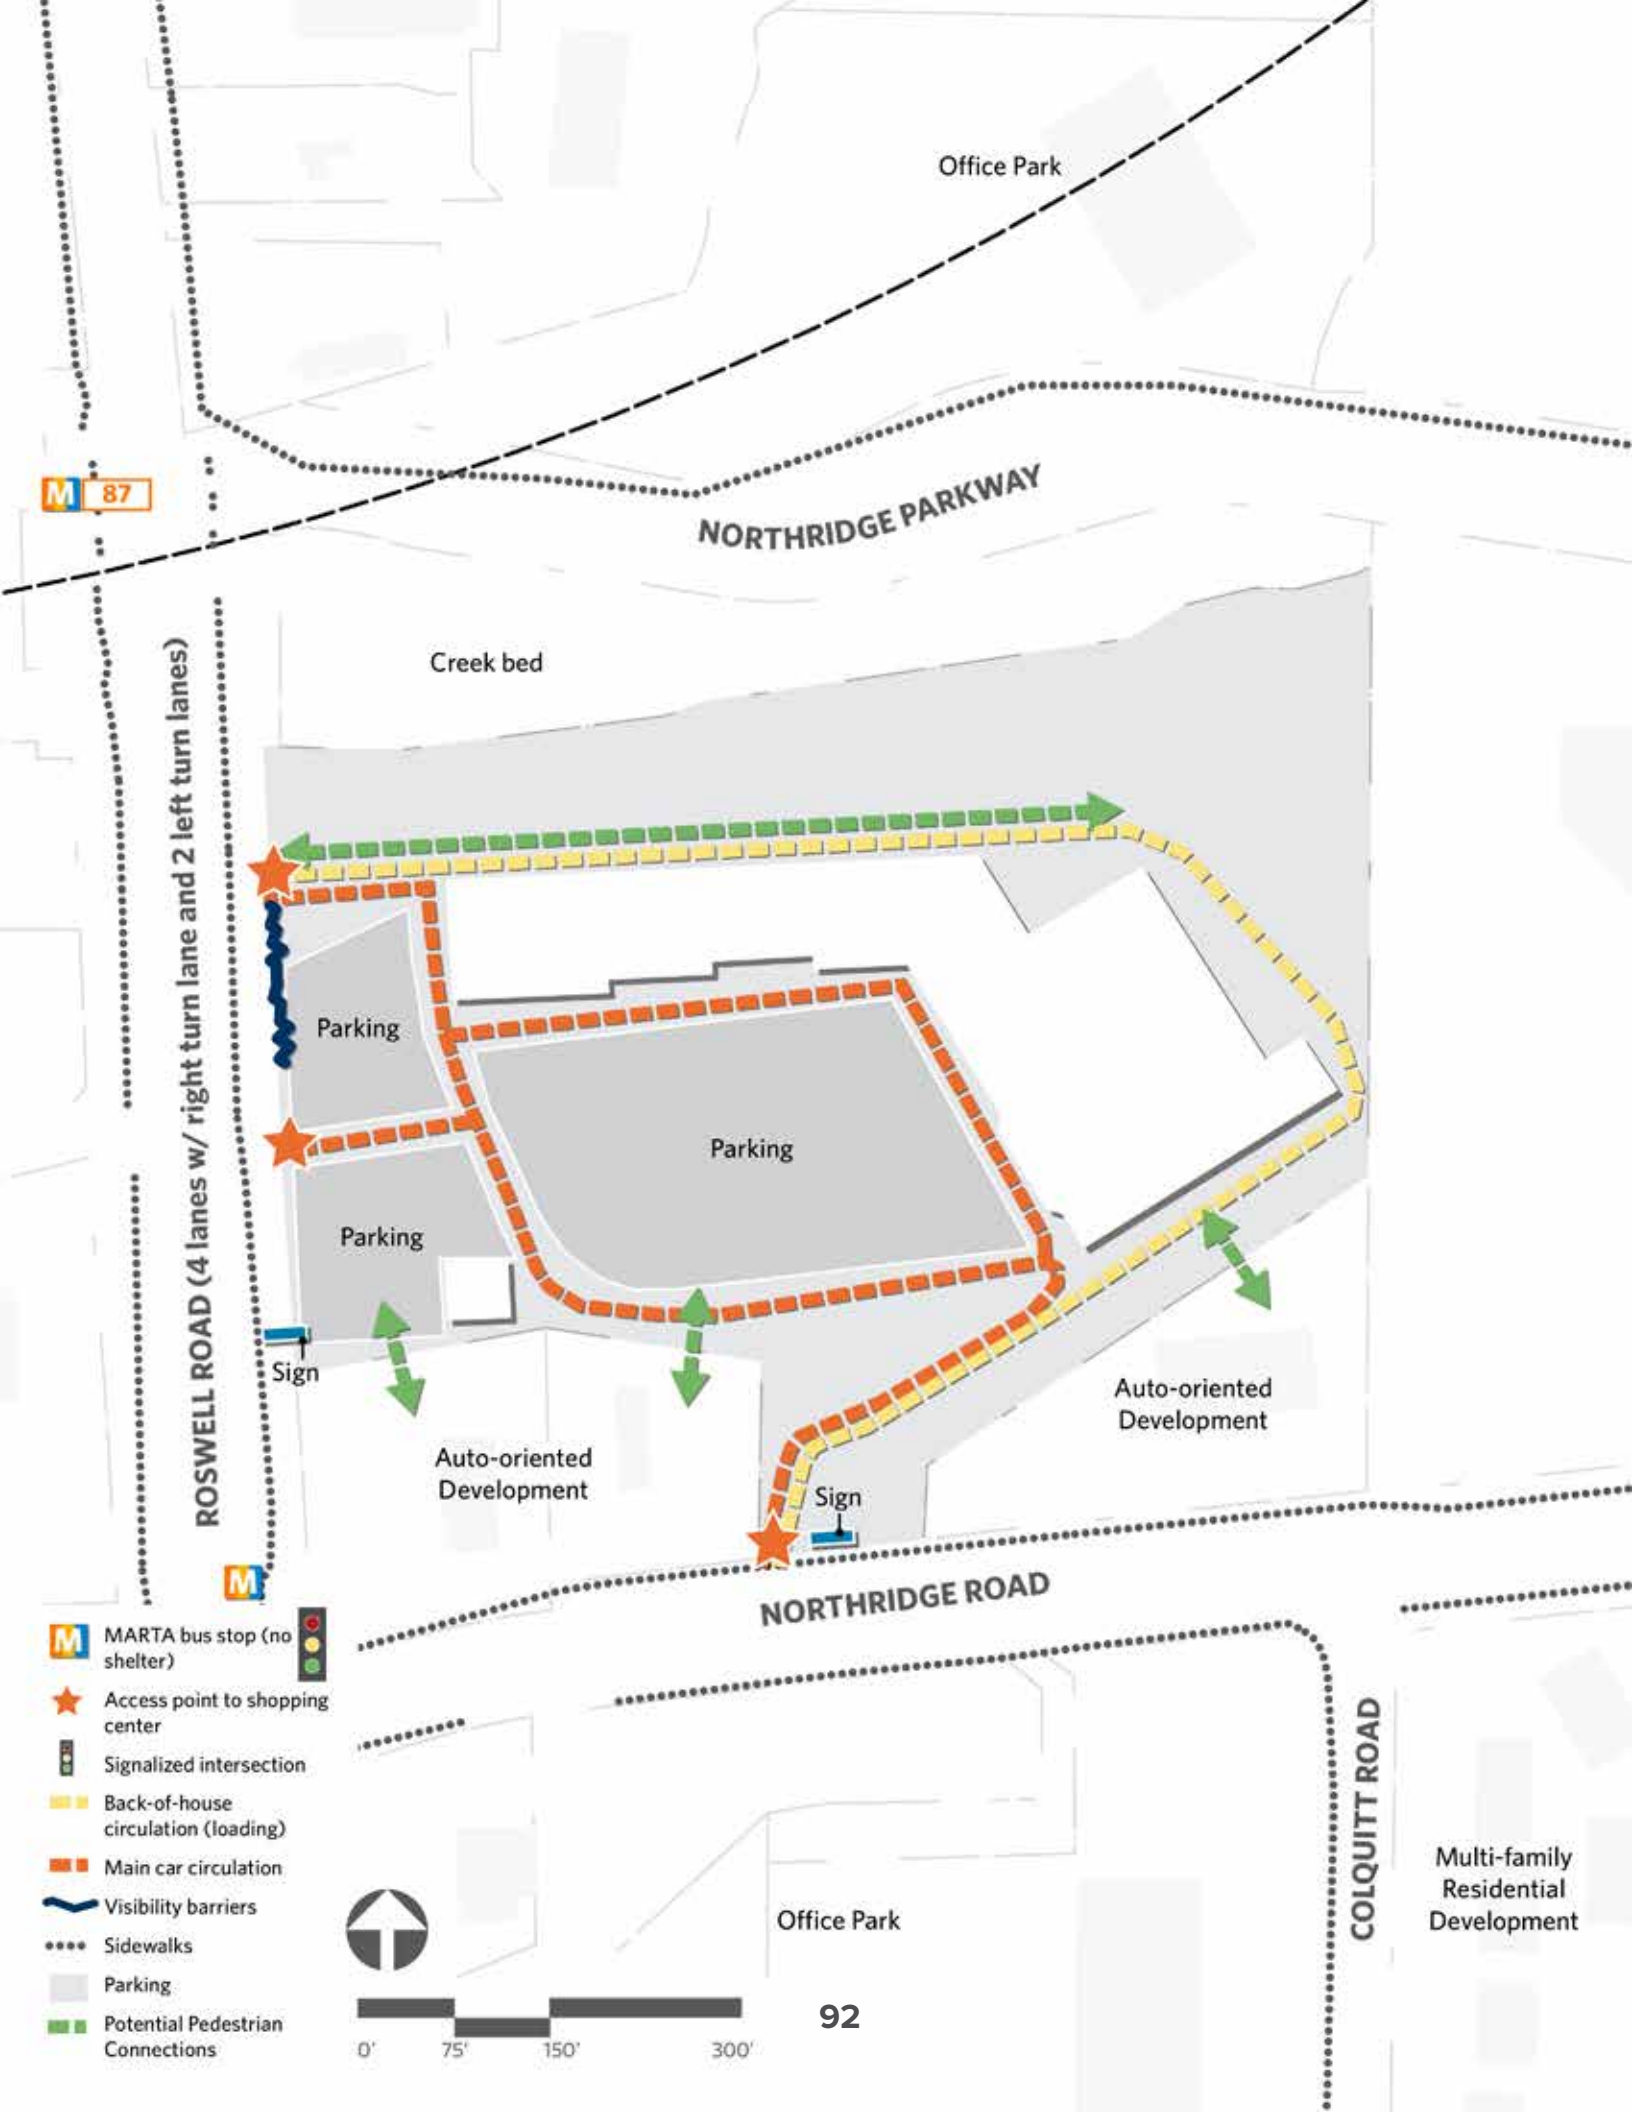 Office Park
M 87
NORTHRIDGE PARKWAY
Creek bed
ROSWELL ROAD (4 lanes w/ right turn lane and 2 left turn lanes)
Parking
Parking
Parking
Sign
Auto-oriented
Development
Auto-oriented
Development
Sign
M
NORTHRIDGE ROAD
M
MARTA bus stop (no
shelter)
Access point to shopping
center
Signalized intersection
Back-of-house
circulation (loading)
Main car circulation
Visibility barriers
Sidewalks
Parking
Potential Pedestrian
Connections
COLQUITT ROAD
Multi-family
Residential
Development
Office Park
92
0' 75' 150' 300'